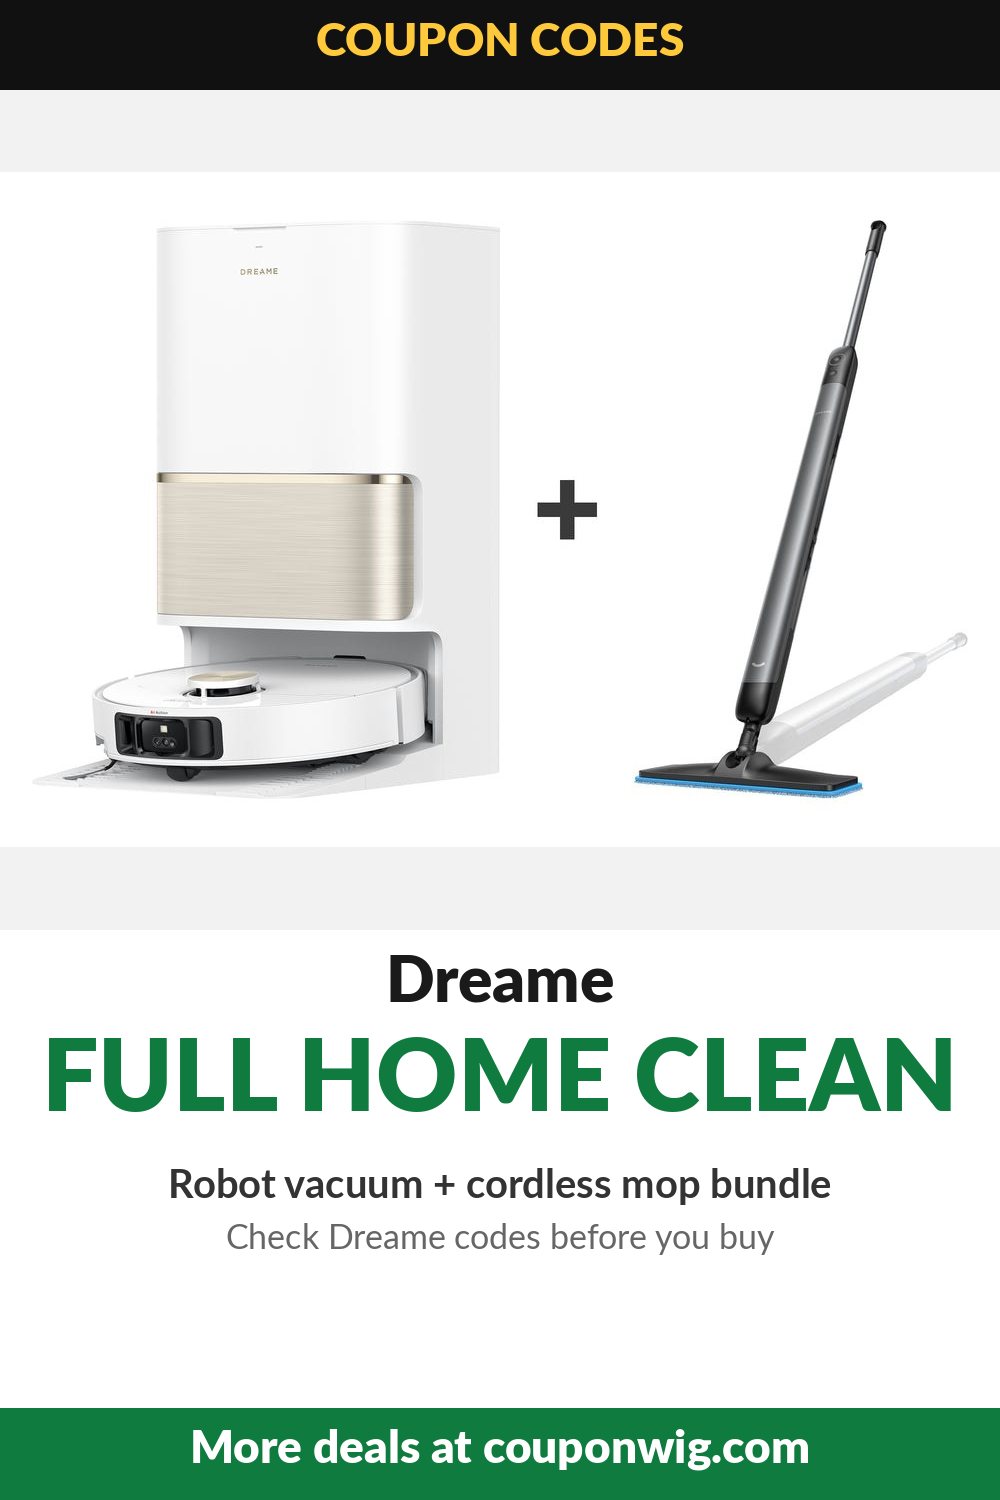 COUPON CODES
DREAME
+
Dreame
FULL HOME CLEAN
Robot vacuum + cordless mop bundle
Check Dreame codes before you buy
More deals at couponwig.com